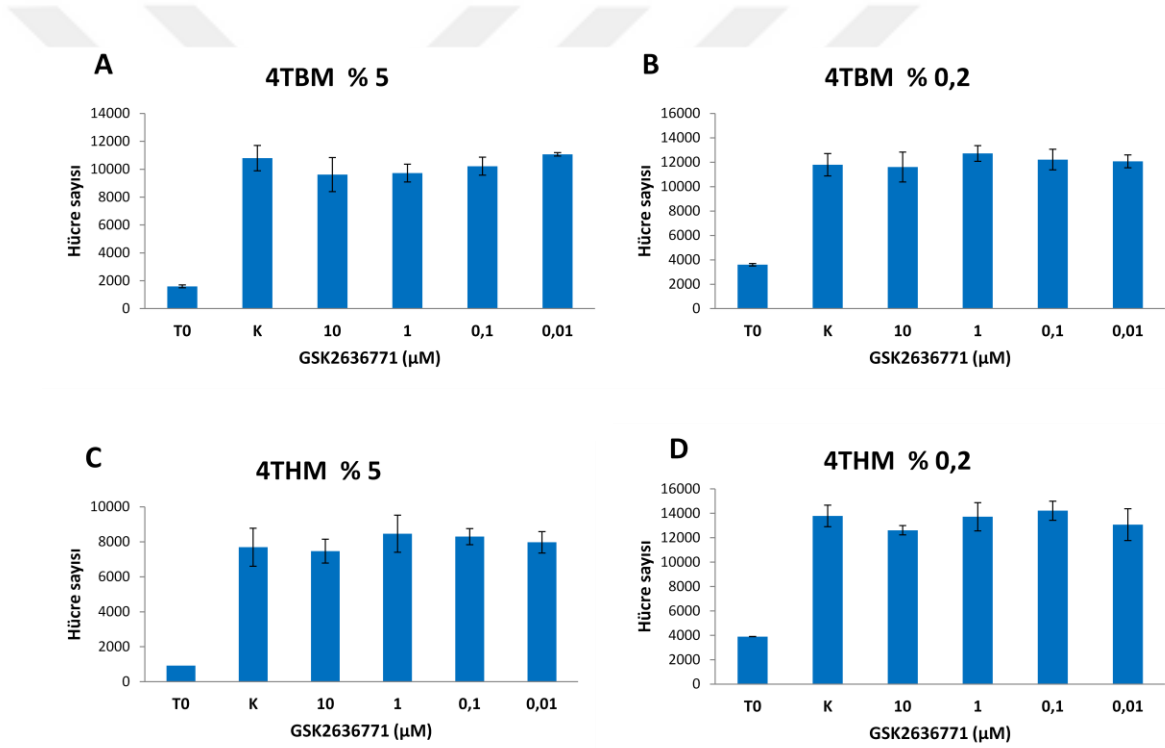 A
4TBM % 5
14000
12000
10000
8000
6000
4000
2000
0
Hücre sayısı
T0 K 10 1 0,1 0,01
GSK2636771 (µM)
B
4TBM % 0,2
16000
14000
12000
10000
8000
6000
4000
2000
0
Hücre sayısı
T0 K 10 1 0,1 0,01
GSK2636771 (µM)
C
4THM % 5
10000
8000
6000
4000
2000
0
Hücre sayısı
T0 K 10 1 0,1 0,01
GSK2636771 (µM)
D
4THM % 0,2
16000
14000
12000
10000
8000
6000
4000
2000
0
Hücre sayısı
T0 K 10 1 0,1 0,01
GSK2636771 (µM)